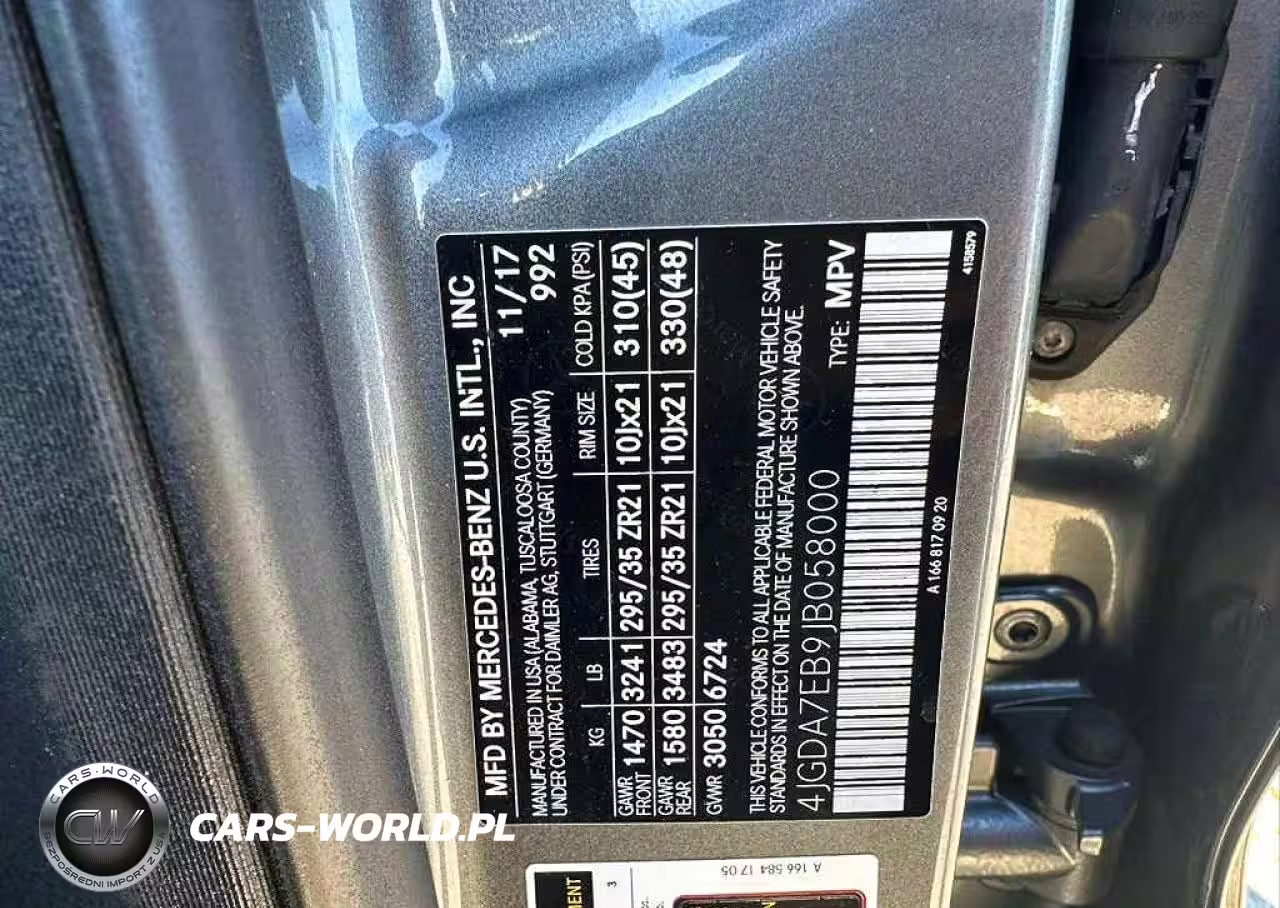 MFD BY MERCEDES-BENZ U.S. INTL., INC
MANUFACTURED IN USA (ALABAMA, TUSCALOOSA COUNTY) 11/17
UNDER CONTRACT FOR DAIMLER AG, STUTTGART (GERMANY) 992
KG LB TIRES RIM SIZE COLD KPA (PSI)
GAWR FRONT 1470 3241 295/35 ZR21 10Jx21 310(45)
GAWR REAR 1580 3483 295/35 ZR21 10Jx21 330(48)
GVWR 3050 6724
THIS VEHICLE CONFORMS TO ALL APPLICABLE FEDERAL MOTOR VEHICLE SAFETY
STANDARDS IN EFFECT ON THE DATE OF MANUFACTURE SHOWN ABOVE.
4JGDA7EB9JB058000 TYPE: MPV
A 166 817 09 20
4158579
A 166 584 17 05
3
CARS-WORLD
CW
BEZPOŚREDNI IMPORT Z USA
CARS-WORLD.PL